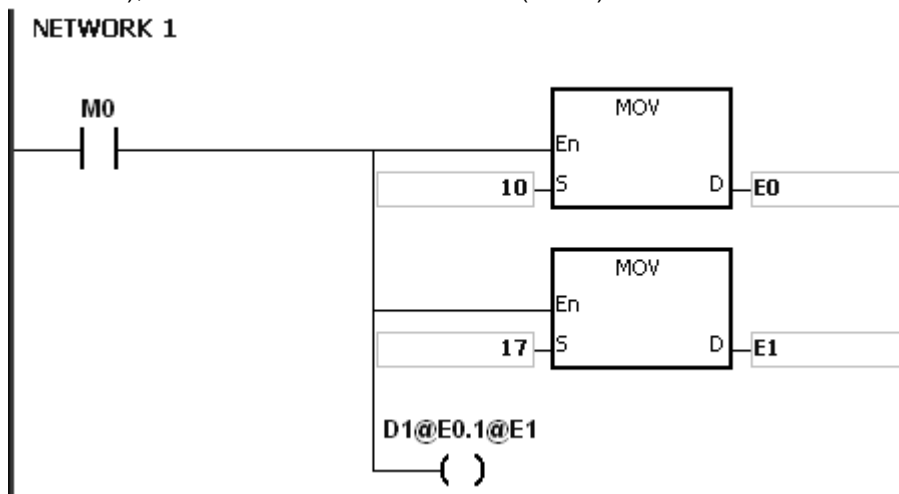 NETWORK 1
M0
MOV
En
10 S D E0
MOV
En
17 S D E1
D1@E0.1@E1